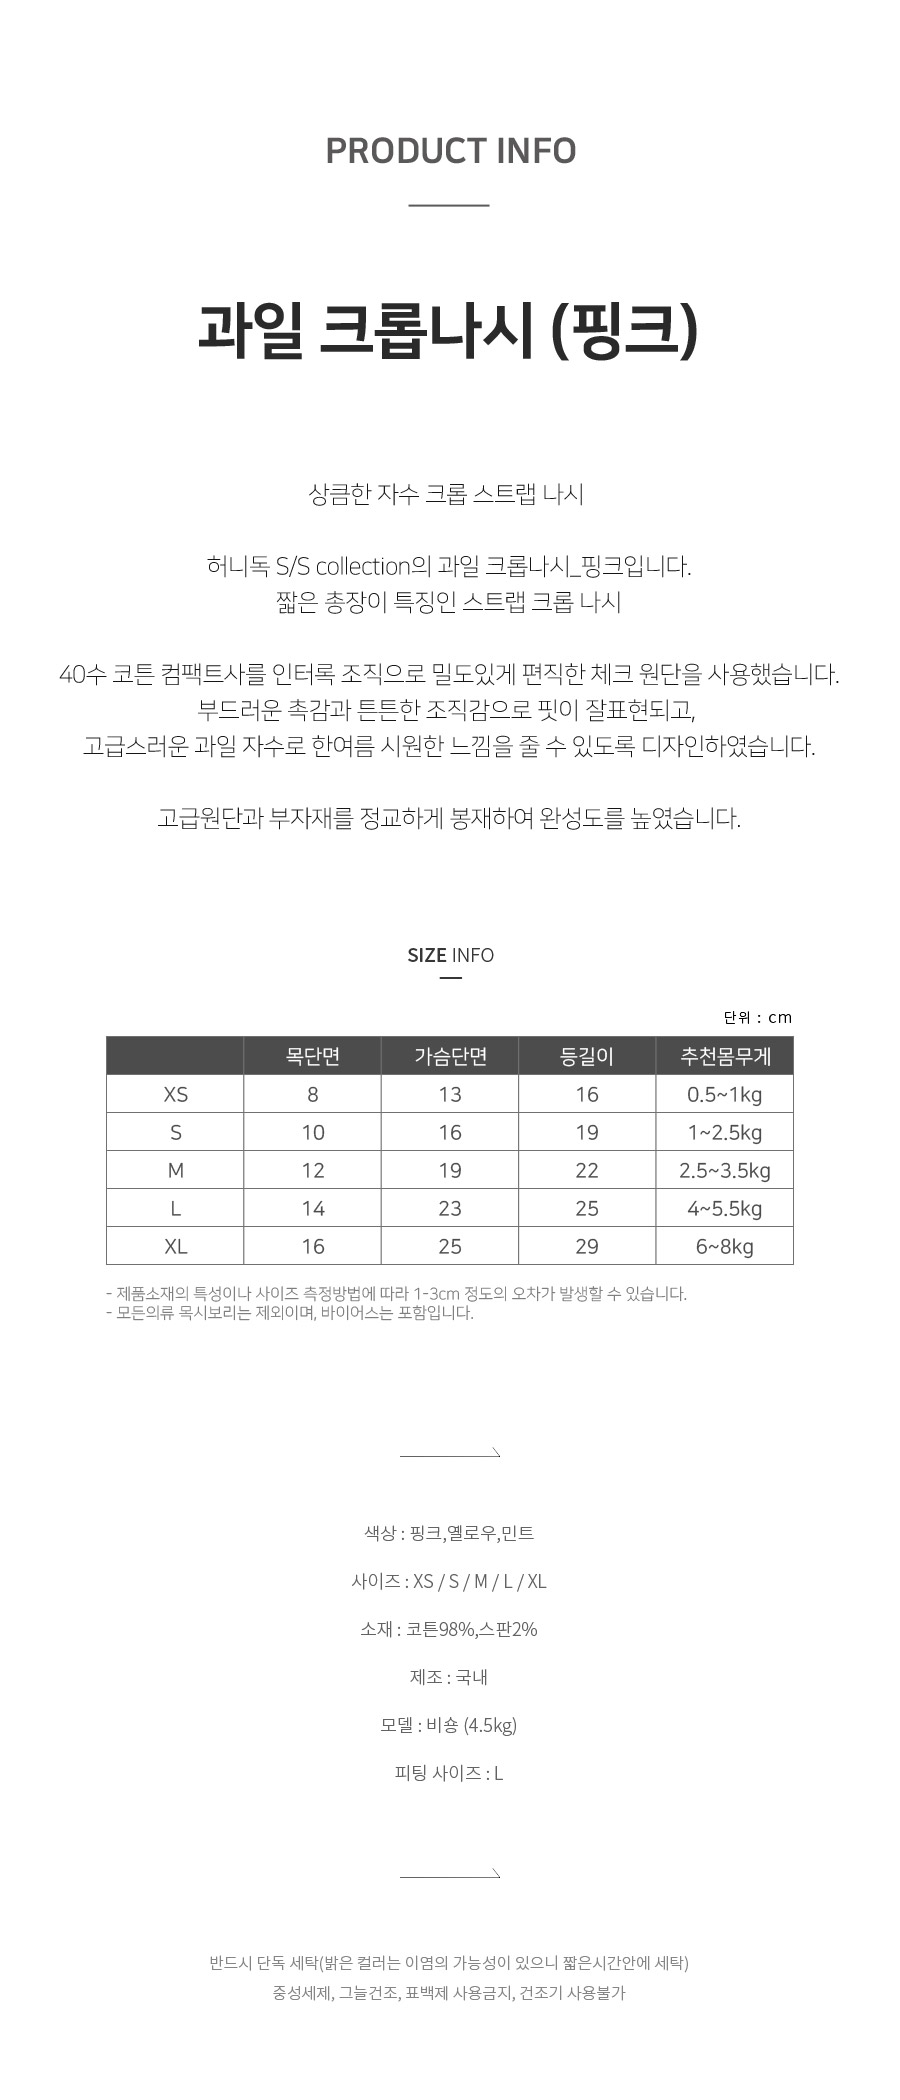 PRODUCT INFO
과일 크롭나시 (핑크)
상큼한 자수 크롭 스트랩 나시
허니독 S/S collection의 과일 크롭나시_핑크입니다.
짧은 총장이 특징인 스트랩 크롭 나시
40수 코튼 컴팩트사를 인터록 조직으로 밀도있게 편직한 체크 원단을 사용했습니다.
부드러운 촉감과 튼튼한 조직감으로 핏이 잘표현되고,
고급스러운 과일 자수로 한여름 시원한 느낌을 줄 수 있도록 디자인하였습니다.
고급원단과 부자재를 정교하게 봉재하여 완성도를 높였습니다.
SIZE INFO
단위 : cm
목단면 가슴단면 등길이 추천몸무게
XS 8 13 16 0.5~1kg
S 10 16 19 1~2.5kg
M 12 19 22 2.5~3.5kg
L 14 23 25 4~5.5kg
XL 16 25 29 6~8kg
- 제품소재의 특성이나 사이즈 측정방법에 따라 1-3cm 정도의 오차가 발생할 수 있습니다.
- 모든의류 목시보리는 제외이며, 바이어스는 포함입니다.
색상 : 핑크,옐로우,민트
사이즈 : XS / S / M / L / XL
소재 : 코튼98%,스판2%
제조 : 국내
모델 : 비숑 (4.5kg)
피팅 사이즈 : L
반드시 단독 세탁(밝은 컬러는 이염의 가능성이 있으니 짧은시간안에 세탁)
중성세제, 그늘건조, 표백제 사용금지, 건조기 사용불가